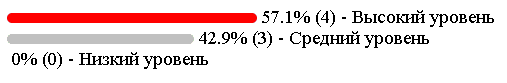 57.1% (4) - Высокий уровень
42.9% (3) - Средний уровень
0% (0) - Низкий уровень